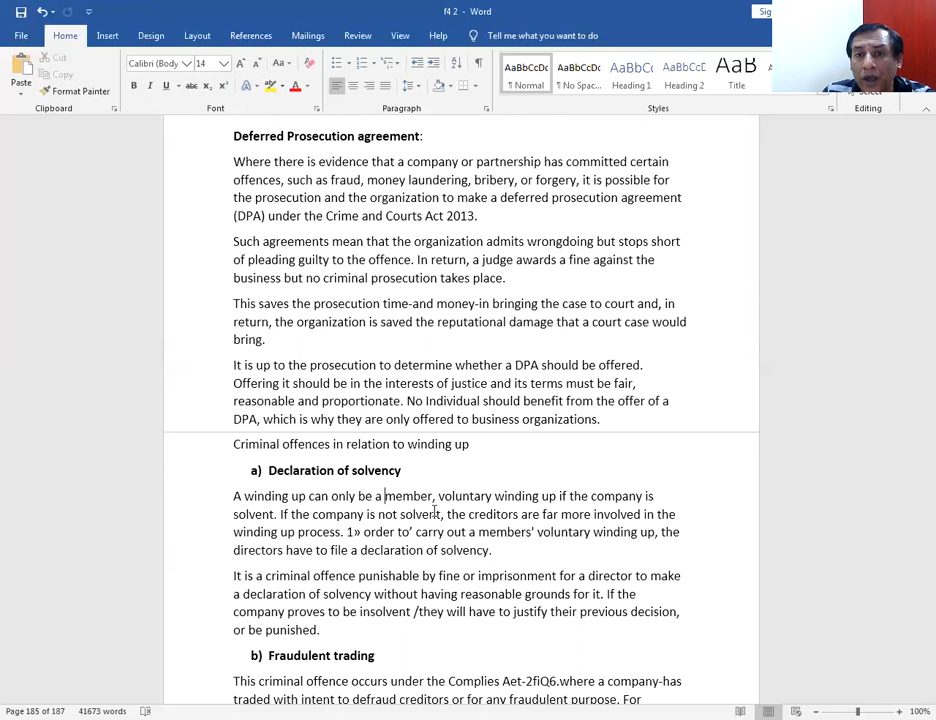 f4 2 - Word
Sig
File Home Insert Design Layout References Mailings Review View Help Tell me what you want to do
Cut
Copy
Paste
Format Painter
Calibri (Body 14
Aa
AaBbCcDc AaBbCcDc AaBbCc AaBbCcD AaB
¶ Normal ¶ No Spac... Heading 1 Heading 2 Title
Clipboard Font Paragraph Styles Editing
Deferred Prosecution agreement:
Where there is evidence that a company or partnership has committed certain
offences, such as fraud, money laundering, bribery, or forgery, it is possible for
the prosecution and the organization to make a deferred prosecution agreement
(DPA) under the Crime and Courts Act 2013.
Such agreements mean that the organization admits wrongdoing but stops short
of pleading guilty to the offence. In return, a judge awards a fine against the
business but no criminal prosecution takes place.
This saves the prosecution time-and money-in bringing the case to court and, in
return, the organization is saved the reputational damage that a court case would
bring.
It is up to the prosecution to determine whether a DPA should be offered.
Offering it should be in the interests of justice and its terms must be fair,
reasonable and proportionate. No Individual should benefit from the offer of a
DPA, which is why they are only offered to business organizations.
Criminal offences in relation to winding up
a) Declaration of solvency
A winding up can only be a member, voluntary winding up if the company is
solvent. If the company is not solvent, the creditors are far more involved in the
winding up process. 1» order to’ carry out a members' voluntary winding up, the
directors have to file a declaration of solvency.
It is a criminal offence punishable by fine or imprisonment for a director to make
a declaration of solvency without having reasonable grounds for it. If the
company proves to be insolvent /they will have to justify their previous decision,
or be punished.
b) Fraudulent trading
This criminal offence occurs under the Complies Aet-2fiQ6.where a company-has
traded with intent to defraud creditors or for any fraudulent purpose. For
Page 185 of 187 41673 words 100%